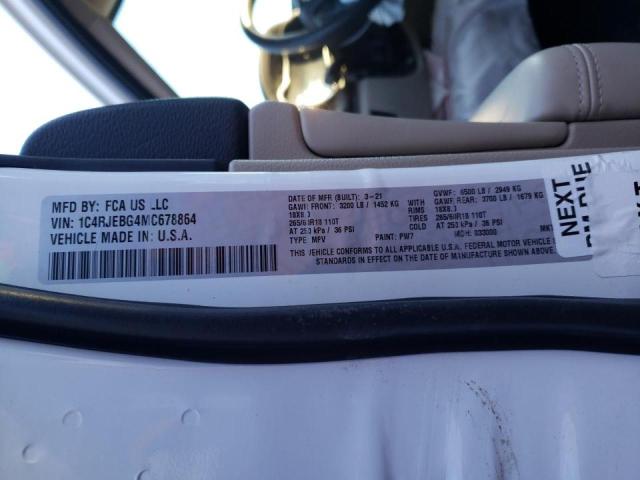 MFD BY: FCA US LLC
VIN: 1C4RJEBG4MC678864
VEHICLE MADE IN: U.S.A.
DATE OF MFR (BUILT): 3-21
GAWR FRONT: 3200 LB / 1452 KG
18X8.0
265/60R18 110T
AT 250 kPa / 36 PSI
TYPE: MPV
PAINT: PW7
RIMS
TIRES
COLD
GVWR: 6500 LB / 2949 KG
GAWR REAR: 3700 LB / 1679 KG
18X8.0
265/60R18 110T
AT 250 kPa / 36 PSI
MDH: 033000
THIS VEHICLE CONFORMS TO ALL APPLICABLE U.S.A. FEDERAL MOTOR VEHICLE
STANDARDS IN EFFECT ON THE DATE OF MANUFACTURE SHOWN ABOVE
NEXT